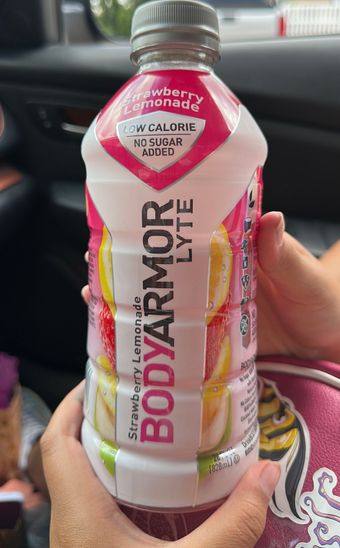 Strawberry
Lemonade
LOW CALORIE
NO SUGAR
ADDED
Strawberry Lemonade
BODYARMOR
LYTE